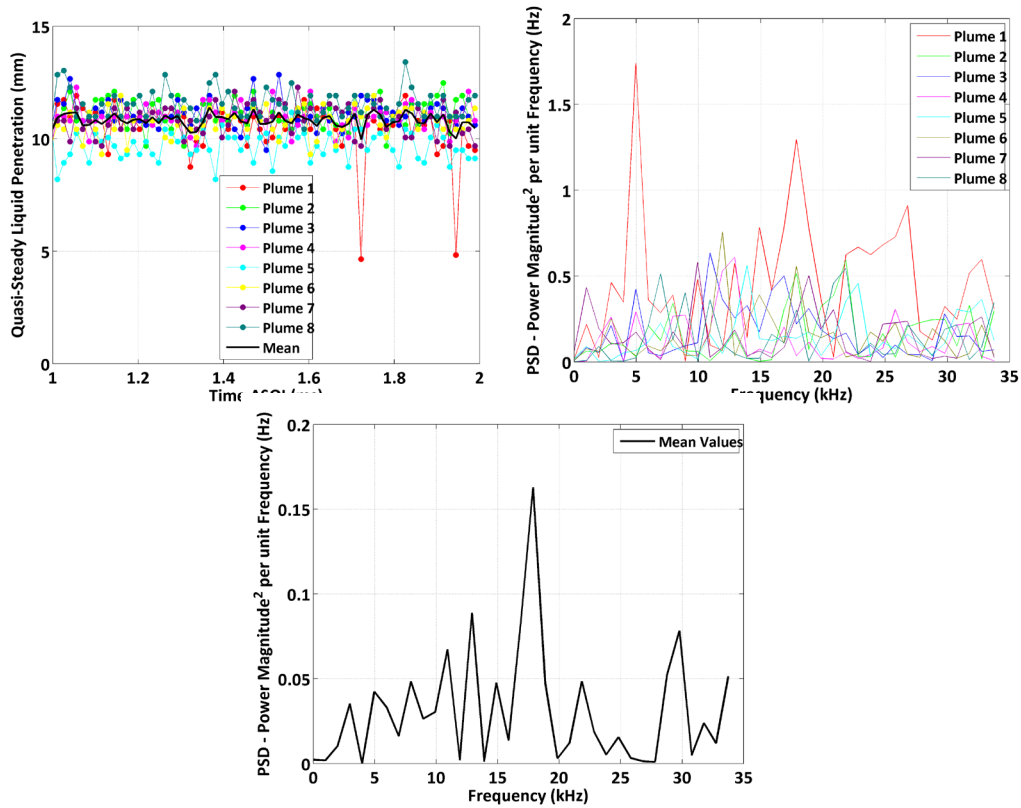 Quasi-Steady Liquid Penetration (mm)
15
10
5
0
1
1.2
1.4
1.6
1.8
2
Plume 1
Plume 2
Plume 3
Plume 4
Plume 5
Plume 6
Plume 7
Plume 8
Mean
Time ASOI (ms)
PSD - Power Magnitude² per unit Frequency (Hz)
2
1.5
1
0.5
0
0
5
10
15
20
25
30
35
Plume 1
Plume 2
Plume 3
Plume 4
Plume 5
Plume 6
Plume 7
Plume 8
Frequency (kHz)
PSD - Power Magnitude² per unit Frequency (Hz)
0.2
0.15
0.1
0.05
0
0
5
10
15
20
25
30
35
Mean Values
Frequency (kHz)